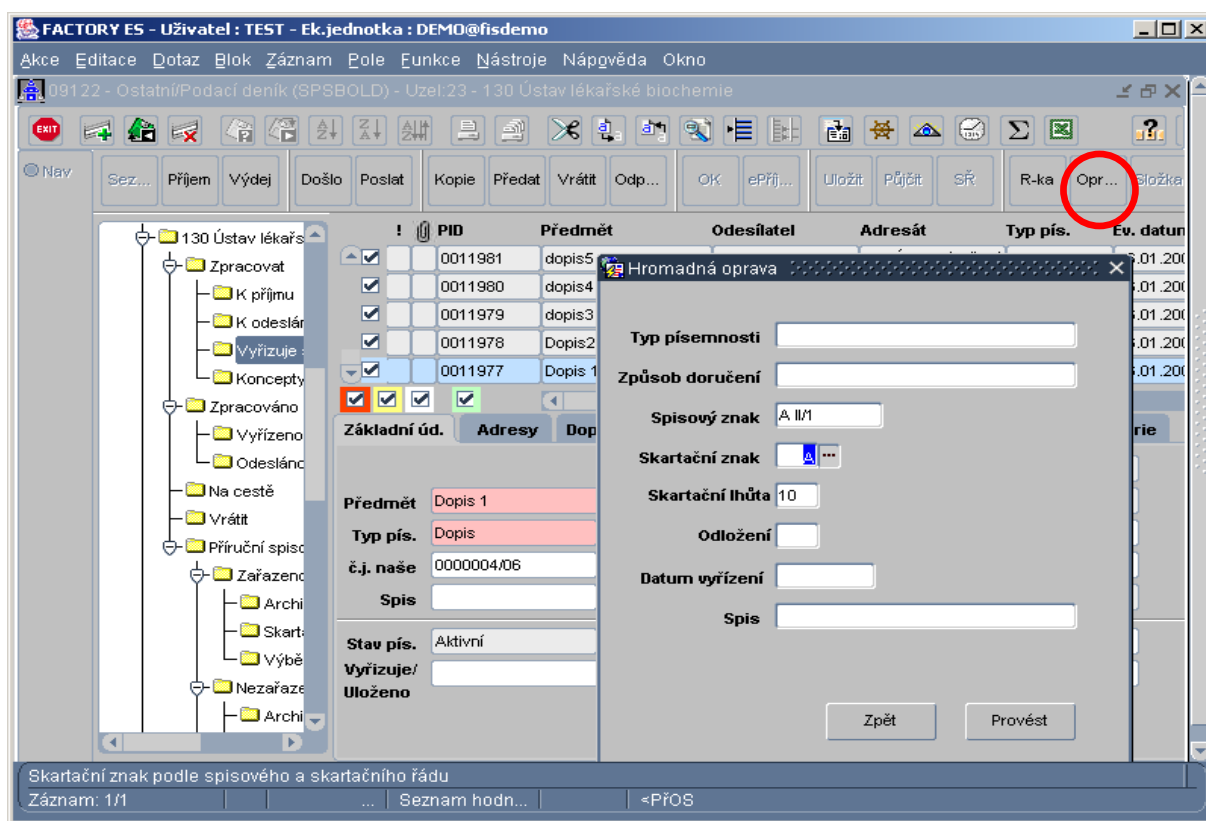 FACTORY ES - Uživatel : TEST - Ek.jednotka : DEMO@fisdemo
Akce Editace Dotaz Blok Záznam Pole Funkce Nástroje Nápověda Okno
09122 - Ostatní/Podací deník (SPSBOLD) - Uzel:23 - 130 Ústav lékařské biochemie
EXIT
Nav Sez... Příjem Výdej Došlo Poslat Kopie Předat Vrátit Odp... OK ePříj... Uložit Půjčit SŘ R-ka Opr... Složka
130 Ústav lékařs
Zpracovat
K příjmu
K odeslár
Vyřizuje
Koncepty
Zpracováno
Vyřízeno
Odesláno
Na cestě
Vrátit
Příruční spisc
Zařazenc
Archi
Skart
Výbě
Nezařaze
Archi
! PID Předmět Odesílatel Adresát Typ pís. Ev. datum
0011981 dopis5
0011980 dopis4
0011979 dopis3
0011978 Dopis2
0011977 Dopis 1
Základní úd. Adresy Dop rie
Předmět Dopis 1
Typ pís. Dopis
č.j. naše 0000004/06
Spis
Stav pís. Aktivní
Vyřizuje/
Uloženo
Hromadná oprava
Typ písemnosti
Způsob doručení
Spisový znak A II/1
Skartační znak A ...
Skartační lhůta 10
Odložení
Datum vyřízení
Spis
Zpět Provést
Skartační znak podle spisového a skartačního řádu
Záznam: 1/1 ... Seznam hodn... <PřOS